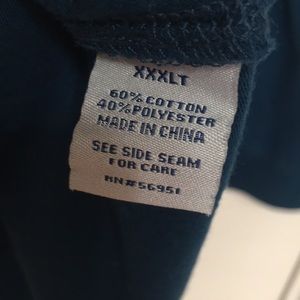 XXXLT
60% COTTON
40% POLYESTER
MADE IN CHINA
SEE SIDE SEAM
FOR CARE
RN#56951